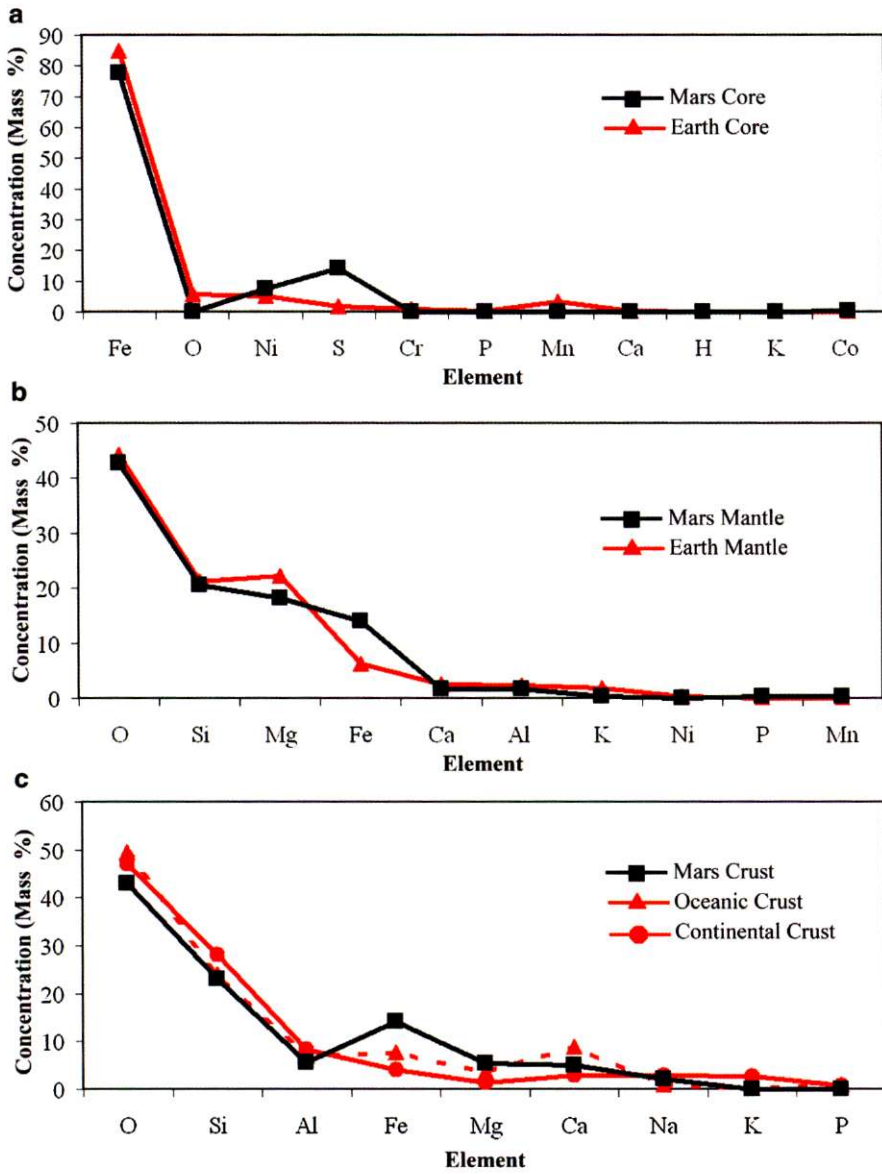 a
Concentration (Mass %)
90
80
70
60
50
40
30
20
10
0
Mars Core
Earth Core
Fe O Ni S Cr P Mn Ca H K Co
Element
b
Concentration (Mass %)
50
40
30
20
10
0
Mars Mantle
Earth Mantle
O Si Mg Fe Ca Al K Ni P Mn
Element
c
Concentration (Mass %)
60
50
40
30
20
10
0
Mars Crust
Oceanic Crust
Continental Crust
O Si Al Fe Mg Ca Na K P
Element